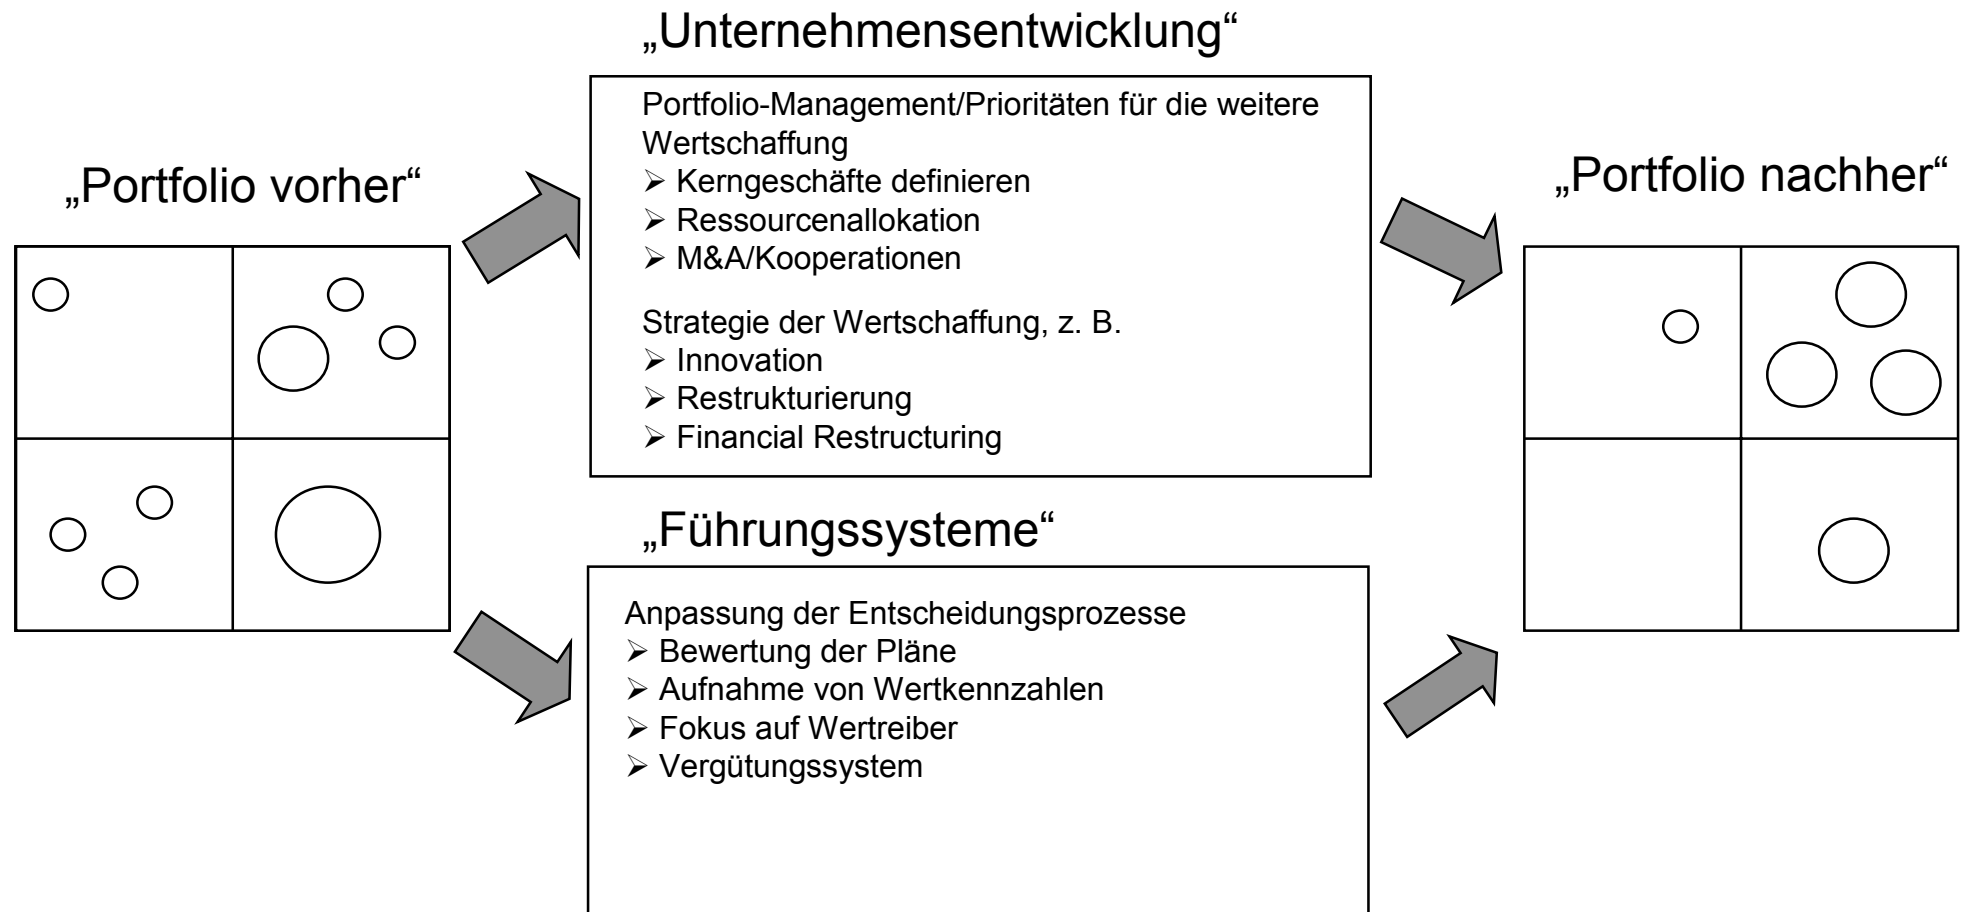 „Unternehmensentwicklung“
„Portfolio vorher“
Portfolio-Management/Prioritäten für die weitere
Wertschaffung
➢ Kerngeschäfte definieren
➢ Ressourcenallokation
➢ M&A/Kooperationen
Strategie der Wertschaffung, z. B.
➢ Innovation
➢ Restrukturierung
➢ Financial Restructuring
„Führungssysteme“
Anpassung der Entscheidungsprozesse
➢ Bewertung der Pläne
➢ Aufnahme von Wertkennzahlen
➢ Fokus auf Wertreiber
➢ Vergütungssystem
„Portfolio nachher“